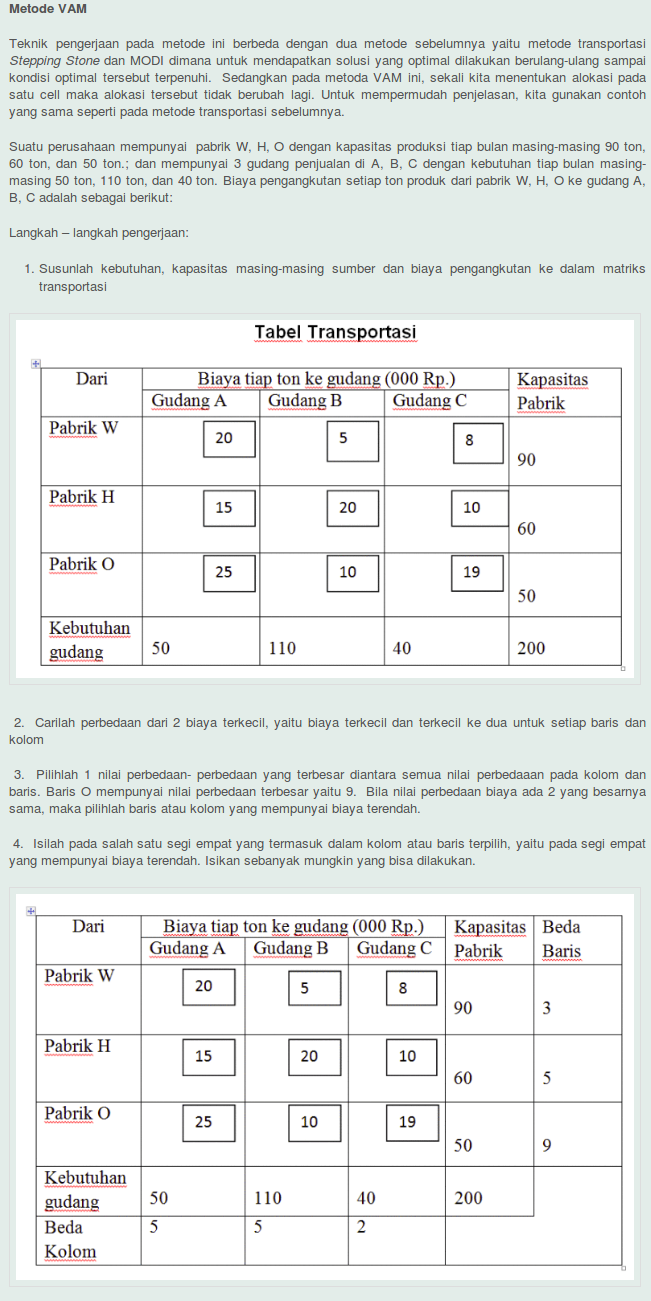 Metode VAM
Teknik pengerjaan pada metode ini berbeda dengan dua metode sebelumnya yaitu metode transportasi
Stepping Stone dan MODI dimana untuk mendapatkan solusi yang optimal dilakukan berulang-ulang sampai
kondisi optimal tersebut terpenuhi. Sedangkan pada metoda VAM ini, sekali kita menentukan alokasi pada
satu cell maka alokasi tersebut tidak berubah lagi. Untuk mempermudah penjelasan, kita gunakan contoh
yang sama seperti pada metode transportasi sebelumnya.
Suatu perusahaan mempunyai pabrik W, H, O dengan kapasitas produksi tiap bulan masing-masing 90 ton,
60 ton, dan 50 ton.; dan mempunyai 3 gudang penjualan di A, B, C dengan kebutuhan tiap bulan masing-
masing 50 ton, 110 ton, dan 40 ton. Biaya pengangkutan setiap ton produk dari pabrik W, H, O ke gudang A,
B, C adalah sebagai berikut:
Langkah – langkah pengerjaan:
1. Susunlah kebutuhan, kapasitas masing-masing sumber dan biaya pengangkutan ke dalam matriks
transportasi
Tabel Transportasi
Dari Biaya tiap ton ke gudang (000 Rp.) Kapasitas
Gudang A Gudang B Gudang C Pabrik
Pabrik W
20 5 8
90
Pabrik H
15 20 10
60
Pabrik O
25 10 19
50
Kebutuhan
gudang 50 110 40 200
2. Carilah perbedaan dari 2 biaya terkecil, yaitu biaya terkecil dan terkecil ke dua untuk setiap baris dan
kolom
3. Pilihlah 1 nilai perbedaan- perbedaan yang terbesar diantara semua nilai perbedaaan pada kolom dan
baris. Baris O mempunyai nilai perbedaan terbesar yaitu 9. Bila nilai perbedaan biaya ada 2 yang besarnya
sama, maka pilihlah baris atau kolom yang mempunyai biaya terendah.
4. Isilah pada salah satu segi empat yang termasuk dalam kolom atau baris terpilih, yaitu pada segi empat
yang mempunyai biaya terendah. Isikan sebanyak mungkin yang bisa dilakukan.
Dari Biaya tiap ton ke gudang (000 Rp.) Kapasitas Beda
Gudang A Gudang B Gudang C Pabrik Baris
Pabrik W
20 5 8
90 3
Pabrik H
15 20 10
60 5
Pabrik O
25 10 19
50 9
Kebutuhan
gudang 50 110 40 200
Beda 5 5 2
Kolom